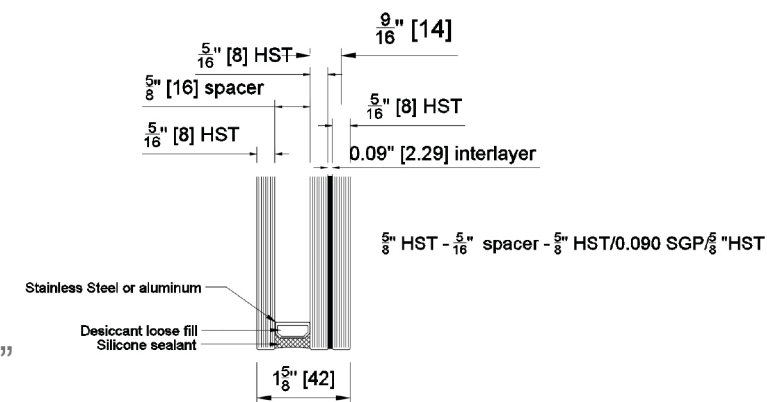 9/16" [14]
5/16" [8] HST
5/8" [16] spacer
5/16" [8] HST
5/16" [8] HST
0.09" [2.29] interlayer
5/8" HST - 5/16" spacer - 5/8" HST/0.090 SGP/5/8 "HST
Stainless Steel or aluminum
Desiccant loose fill
Silicone sealant
”
1 5/8" [42]